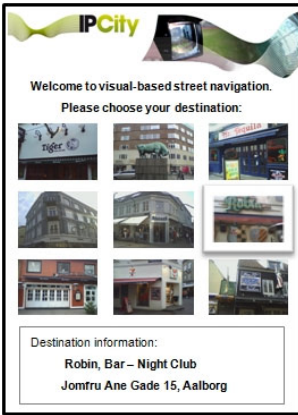 IPCity
Welcome to visual-based street navigation.
Please choose your destination:
Tiger
Tequila
Robin
Destination information:
Robin, Bar – Night Club
Jomfru Ane Gade 15, Aalborg